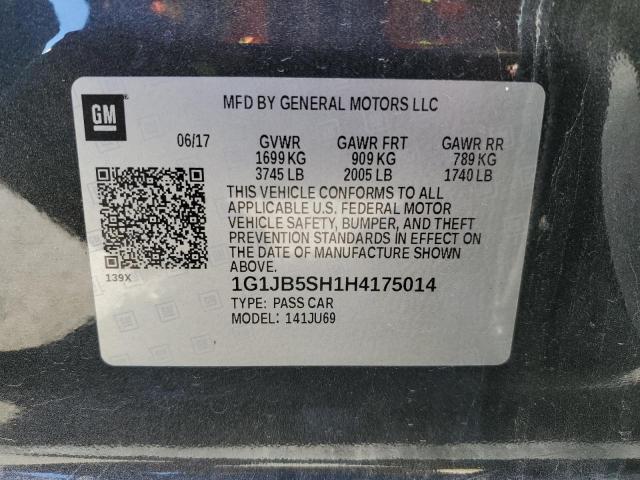 GM
MFD BY GENERAL MOTORS LLC
06/17 GVWR GAWR FRT GAWR RR
1699 KG 909 KG 789 KG
3745 LB 2005 LB 1740 LB
THIS VEHICLE CONFORMS TO ALL
APPLICABLE U.S. FEDERAL MOTOR
VEHICLE SAFETY, BUMPER, AND THEFT
PREVENTION STANDARDS IN EFFECT ON
THE DATE OF MANUFACTURE SHOWN ABOVE.
139X
1G1JB5SH1H4175014
TYPE: PASS CAR
MODEL: 141JU69